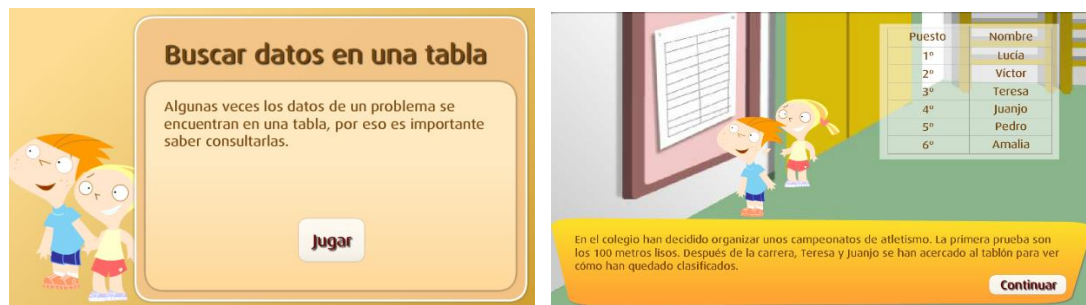 Buscar datos en una tabla
Algunas veces los datos de un problema se
encuentran en una tabla, por eso es importante
saber consultarlas.
Jugar
Puesto Nombre
1º Lucía
2º Víctor
3º Teresa
4º Juanjo
5º Pedro
6º Amalia
En el colegio han decidido organizar unos campeonatos de atletismo. La primera prueba son
los 100 metros lisos. Después de la carrera, Teresa y Juanjo se han acercado al tablón para ver
cómo han quedado clasificados.
Continuar